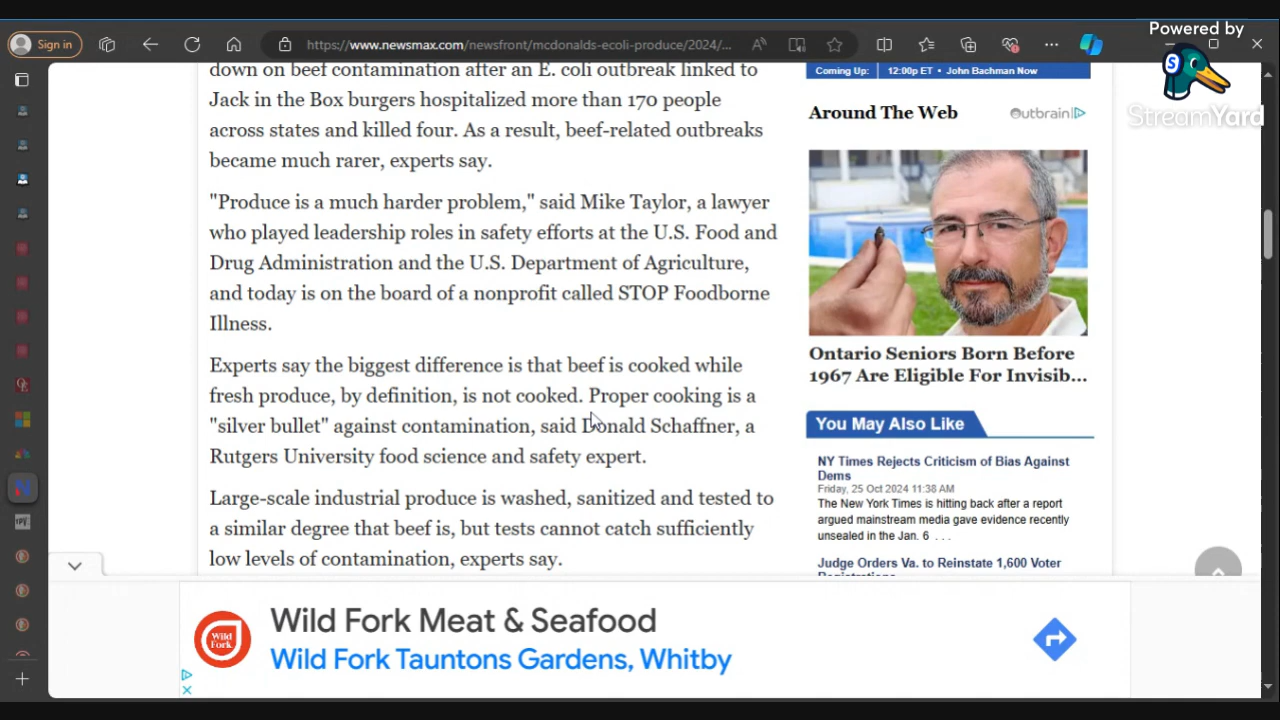 Powered by
StreamYard
Sign in
https://www.newsmax.com/newsfront/mcdonalds-ecoli-produce/2024/...
down on beef contamination after an E. coli outbreak linked to
Jack in the Box burgers hospitalized more than 170 people
across states and killed four. As a result, beef-related outbreaks
became much rarer, experts say.
"Produce is a much harder problem," said Mike Taylor, a lawyer
who played leadership roles in safety efforts at the U.S. Food and
Drug Administration and the U.S. Department of Agriculture,
and today is on the board of a nonprofit called STOP Foodborne
Illness.
Experts say the biggest difference is that beef is cooked while
fresh produce, by definition, is not cooked. Proper cooking is a
"silver bullet" against contamination, said Donald Schaffner, a
Rutgers University food science and safety expert.
Large-scale industrial produce is washed, sanitized and tested to
a similar degree that beef is, but tests cannot catch sufficiently
low levels of contamination, experts say.
Coming Up: 12:00p ET • John Bachman Now
Around The Web
Outbrain
Ontario Seniors Born Before
1967 Are Eligible For Invisib...
You May Also Like
NY Times Rejects Criticism of Bias Against
Dems
Friday, 25 Oct 2024 11:38 AM
The New York Times is hitting back after a report
argued mainstream media gave evidence recently
unsealed in the Jan. 6 . . .
Judge Orders Va. to Reinstate 1,600 Voter
Registrations
Wild Fork
Wild Fork Meat & Seafood
Wild Fork Tauntons Gardens, Whitby